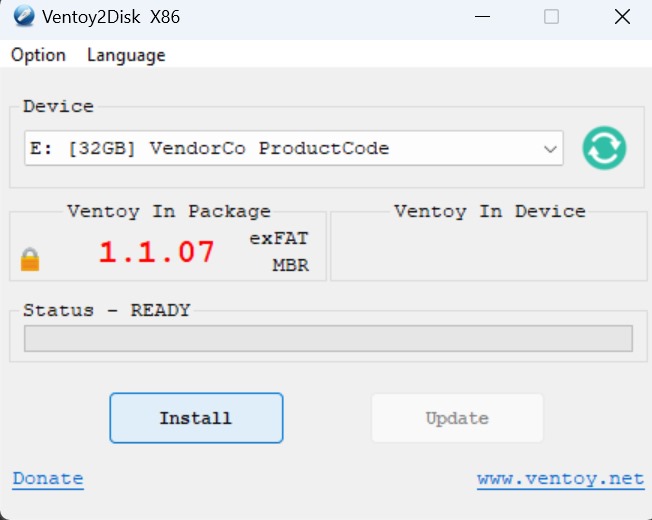 Ventoy2Disk X86
Option Language
Device
E: [32GB] VendorCo ProductCode
Ventoy In Package
Ventoy In Device
1.1.07
exFAT
MBR
Status - READY
Install
Update
Donate
www.ventoy.net